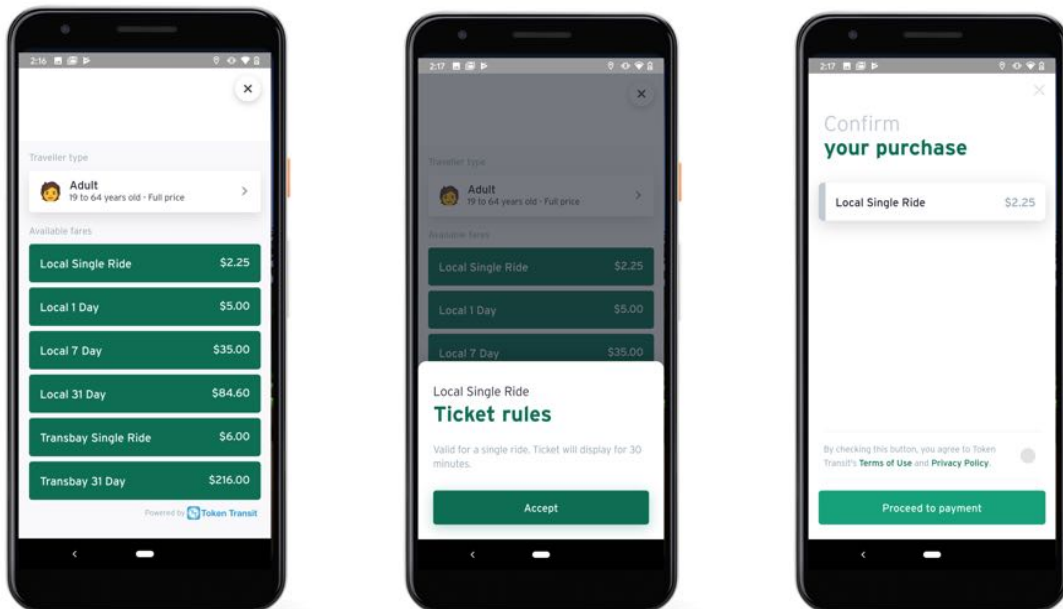 2:16
Traveller type
Adult
19 to 64 years old - Full price
Available fares
Local Single Ride $2.25
Local 1 Day $5.00
Local 7 Day $35.00
Local 31 Day $84.60
Transbay Single Ride $6.00
Transbay 31 Day $216.00
Powered by Token Transit
2:17
Traveller type
Adult
19 to 64 years old - Full price
Available fares
Local Single Ride $2.25
Local 1 Day $5.00
Local 7 Day $35.00
Local Single Ride
Ticket rules
Valid for a single ride. Ticket will display for 30
minutes.
Accept
2:17
Confirm
your purchase
Local Single Ride $2.25
By checking this button, you agree to Token
Transit's Terms of Use and Privacy Policy.
Proceed to payment